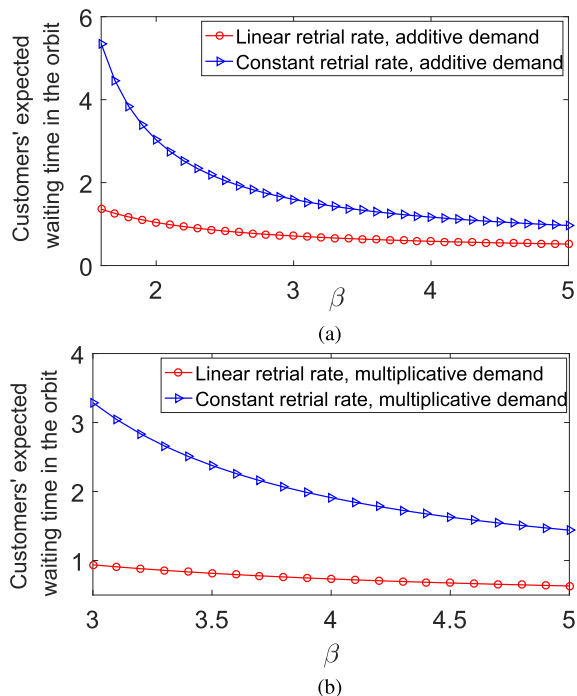 6
Linear retrial rate, additive demand
Constant retrial rate, additive demand
Customers' expected
waiting time in the orbit
4
2
0
2
3
4
5
β
(a)
4
Linear retrial rate, multiplicative demand
Constant retrial rate, multiplicative demand
Customers' expected
waiting time in the orbit
3
2
1
3
3.5
4
4.5
5
β
(b)